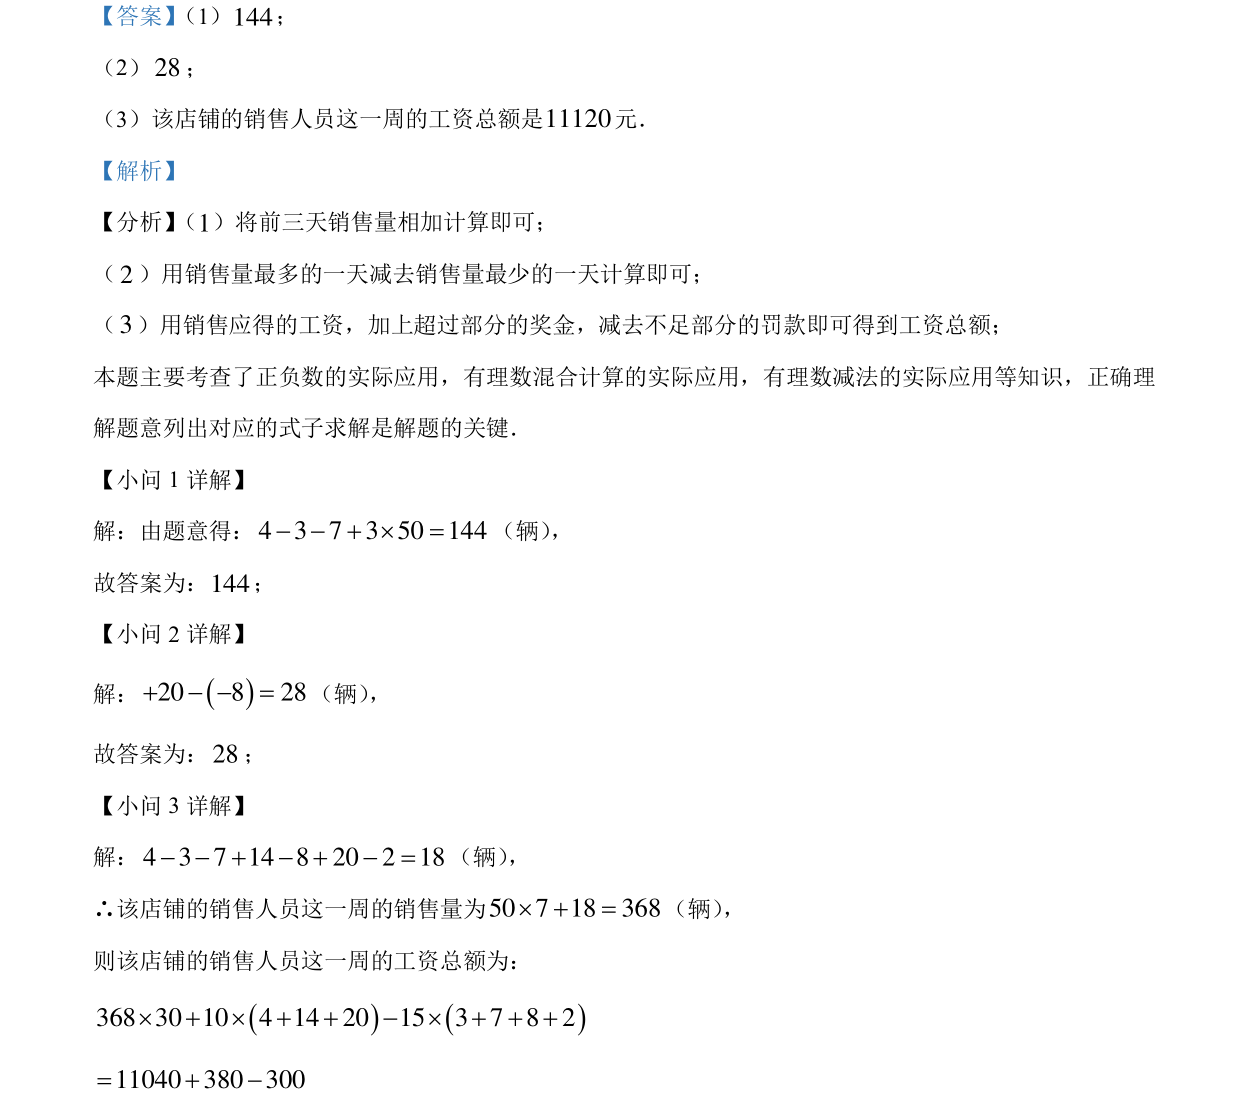 【答案】（1）144；
（2）28；
（3）该店铺的销售人员这一周的工资总额是11120元．
【解析】
【分析】（1）将前三天销售量相加计算即可；
（2）用销售量最多的一天减去销售量最少的一天计算即可；
（3）用销售应得的工资，加上超过部分的奖金，减去不足部分的罚款即可得到工资总额；
本题主要考查了正负数的实际应用，有理数混合计算的实际应用，有理数减法的实际应用等知识，正确理
解题意列出对应的式子求解是解题的关键．
【小问 1 详解】
解：由题意得：4−3−7+3×50=144（辆），
故答案为：144；
【小问 2 详解】
解：+20−(−8)=28（辆），
故答案为：28；
【小问 3 详解】
解：4−3−7+14−8+20−2=18（辆），
∴该店铺的销售人员这一周的销售量为50×7+18=368（辆），
则该店铺的销售人员这一周的工资总额为：
368×30+10×(4+14+20)−15×(3+7+8+2)
=11040+380−300